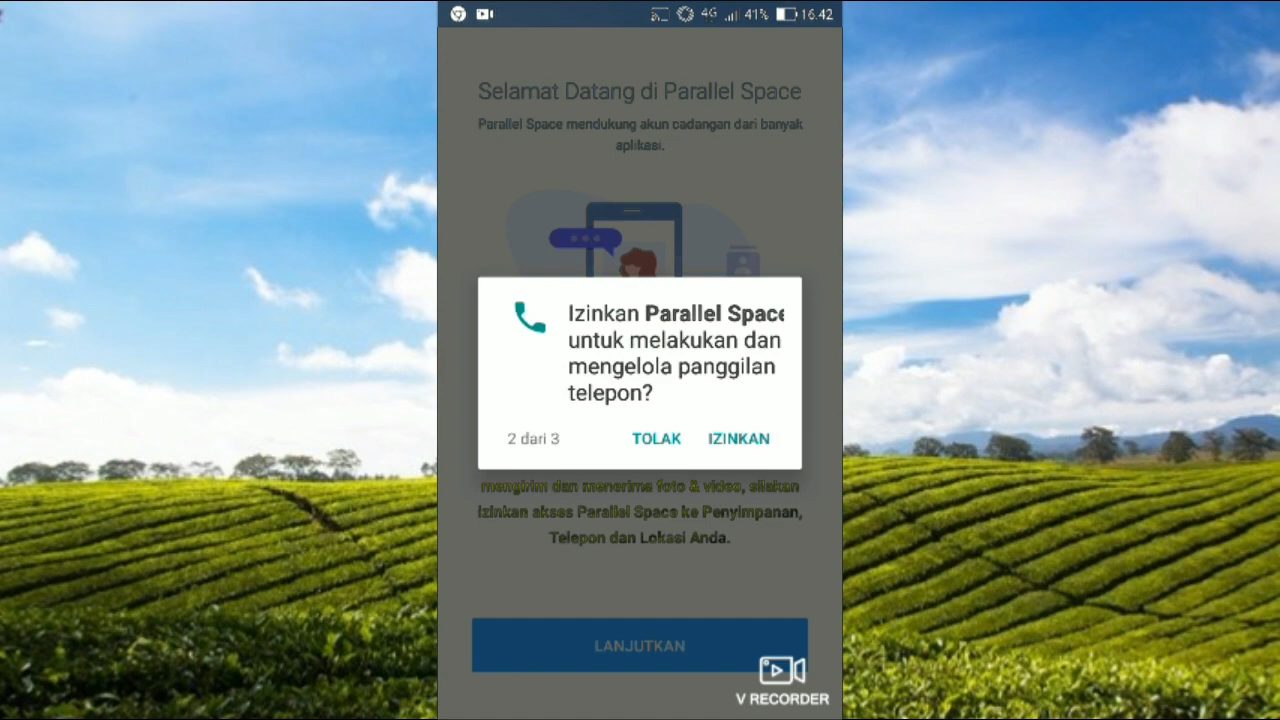 4G 41% 16.42
Selamat Datang di Parallel Space
Parallel Space mendukung akun cadangan dari banyak
aplikasi.
Izinkan Parallel Space
untuk melakukan dan
mengelola panggilan
telepon?
2 dari 3 TOLAK IZINKAN
mengirim dan menerima foto & video, silakan
izinkan akses Parallel Space ke Penyimpanan,
Telepon dan Lokasi Anda.
LANJUTKAN
V RECORDER